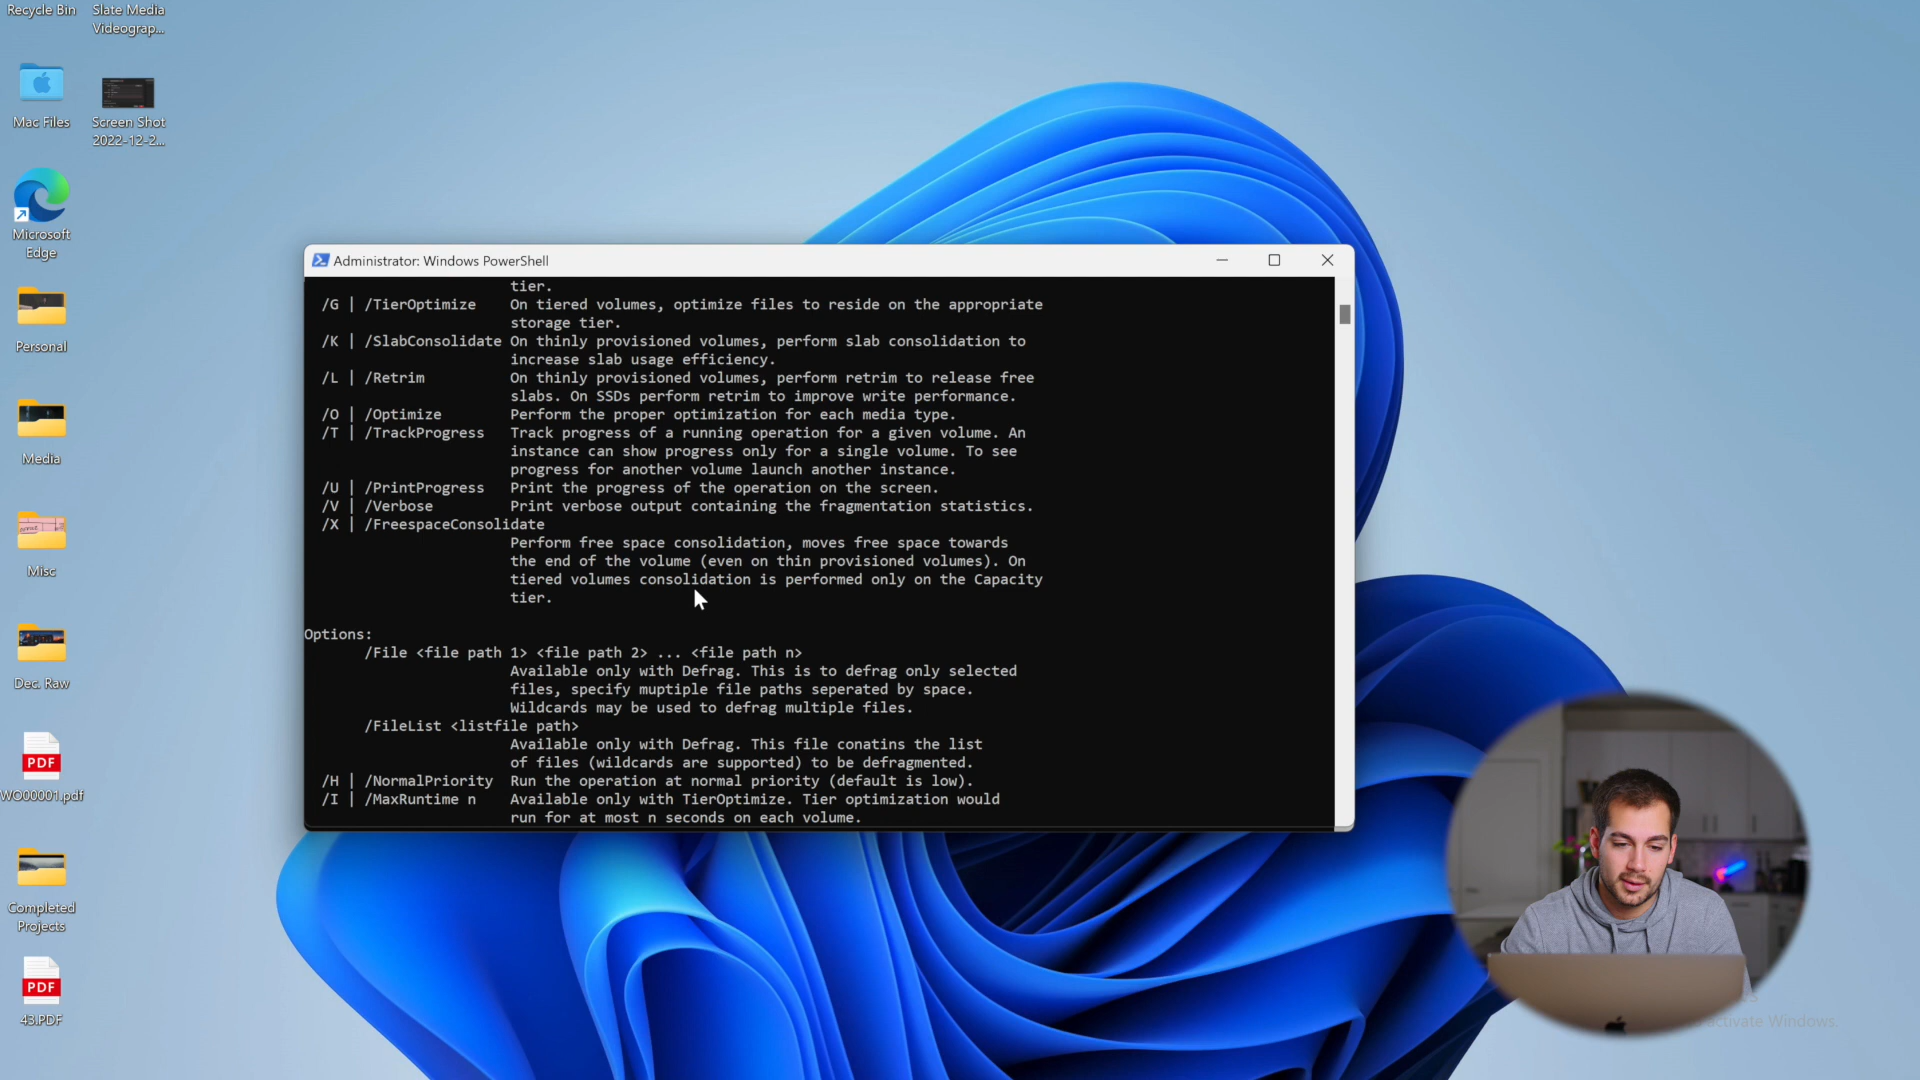 Recycle Bin
Slate Media
Videograp...
Mac Files
Screen Shot
2022-12-2...
Microsoft
Edge
Personal
Media
Misc
Dec. Raw
PDF
WO00001.pdf
Completed
Projects
PDF
43.PDF
Administrator: Windows PowerShell
tier.
/G | /TierOptimize On tiered volumes, optimize files to reside on the appropriate
storage tier.
/K | /SlabConsolidate On thinly provisioned volumes, perform slab consolidation to
increase slab usage efficiency.
/L | /Retrim On thinly provisioned volumes, perform retrim to release free
slabs. On SSDs perform retrim to improve write performance.
/O | /Optimize Perform the proper optimization for each media type.
/T | /TrackProgress Track progress of a running operation for a given volume. An
instance can show progress only for a single volume. To see
progress for another volume launch another instance.
/U | /PrintProgress Print the progress of the operation on the screen.
/V | /Verbose Print verbose output containing the fragmentation statistics.
/X | /FreespaceConsolidate
Perform free space consolidation, moves free space towards
the end of the volume (even on thin provisioned volumes). On
tiered volumes consolidation is performed only on the Capacity
tier.
Options:
/File <file path 1> <file path 2> ... <file path n>
Available only with Defrag. This is to defrag only selected
files, specify muptiple file paths seperated by space.
Wildcards may be used to defrag multiple files.
/FileList <listfile path>
Available only with Defrag. This file conatins the list
of files (wildcards are supported) to be defragmented.
/H | /NormalPriority Run the operation at normal priority (default is low).
/I | /MaxRuntime n Available only with TierOptimize. Tier optimization would
run for at most n seconds on each volume.
activate Windows.